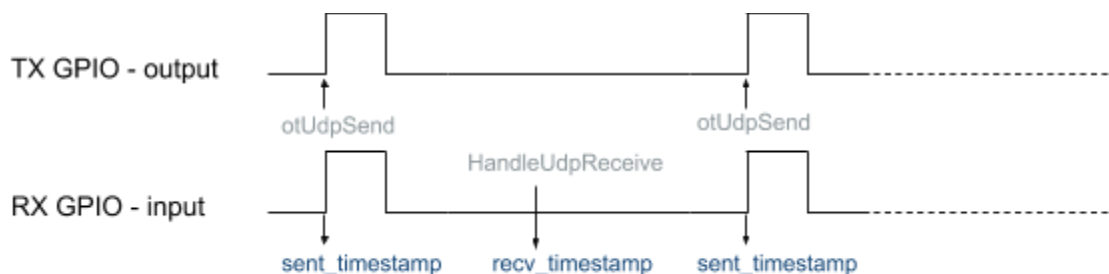 TX GPIO - output
otUdpSend
otUdpSend
HandleUdpReceive
RX GPIO - input
sent_timestamp
recv_timestamp
sent_timestamp